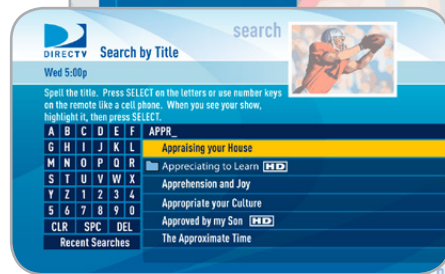 search
DIRECTV Search by Title
Wed 5:00p
Spell the title. Press SELECT on the letters or use number keys
on the remote like a cell phone. When you see your show,
highlight it, then press SELECT.
A B C D E F APPR_
G H I J K L Appraising your House
M N O P Q R Appreciating to Learn HD
S T U V W X Apprehension and Joy
Y Z 1 2 3 4 Appropriate your Culture
5 6 7 8 9 0 Approved by my Son HD
CLR SPC DEL The Approximate Time
Recent Searches